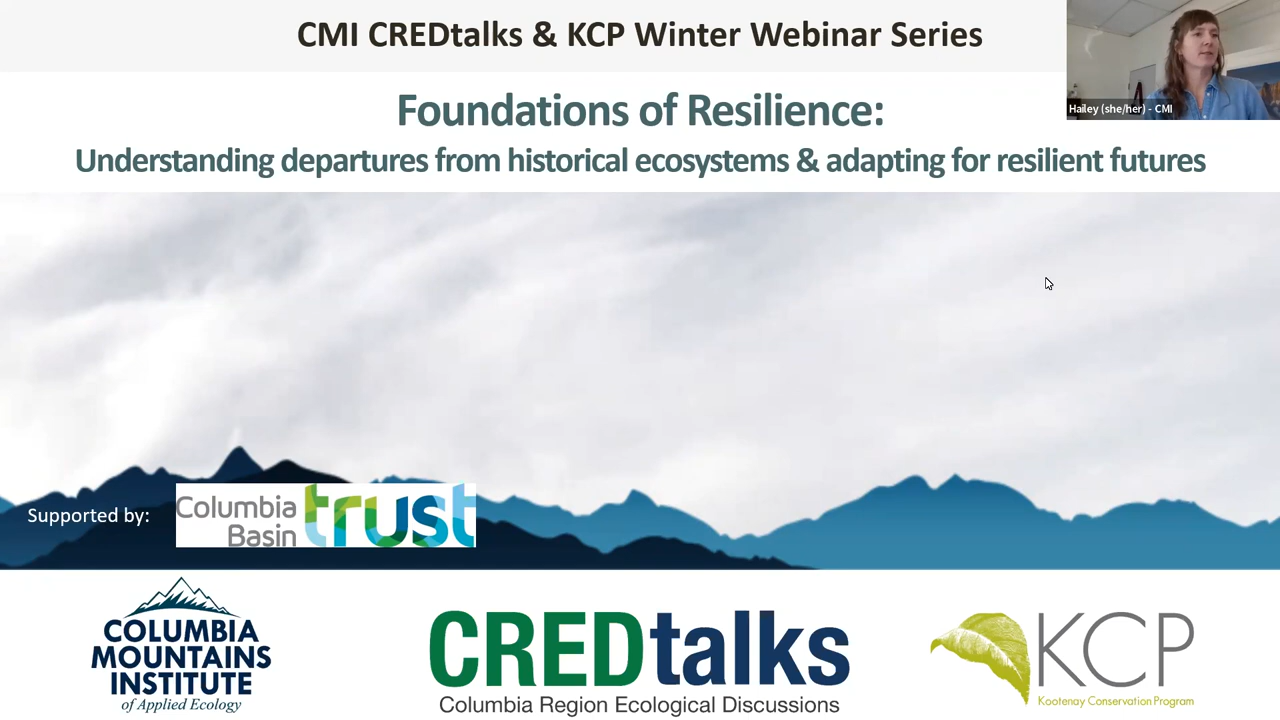 CMI CREDtalks & KCP Winter Webinar Series
Hailey (she/her) - CMI
Foundations of Resilience:
Understanding departures from historical ecosystems & adapting for resilient futures
Supported by:
Columbia
Basin
trust
COLUMBIA
MOUNTAINS
INSTITUTE
of Applied Ecology
CREDtalks
Columbia Region Ecological Discussions
KCP
Kootenay Conservation Program